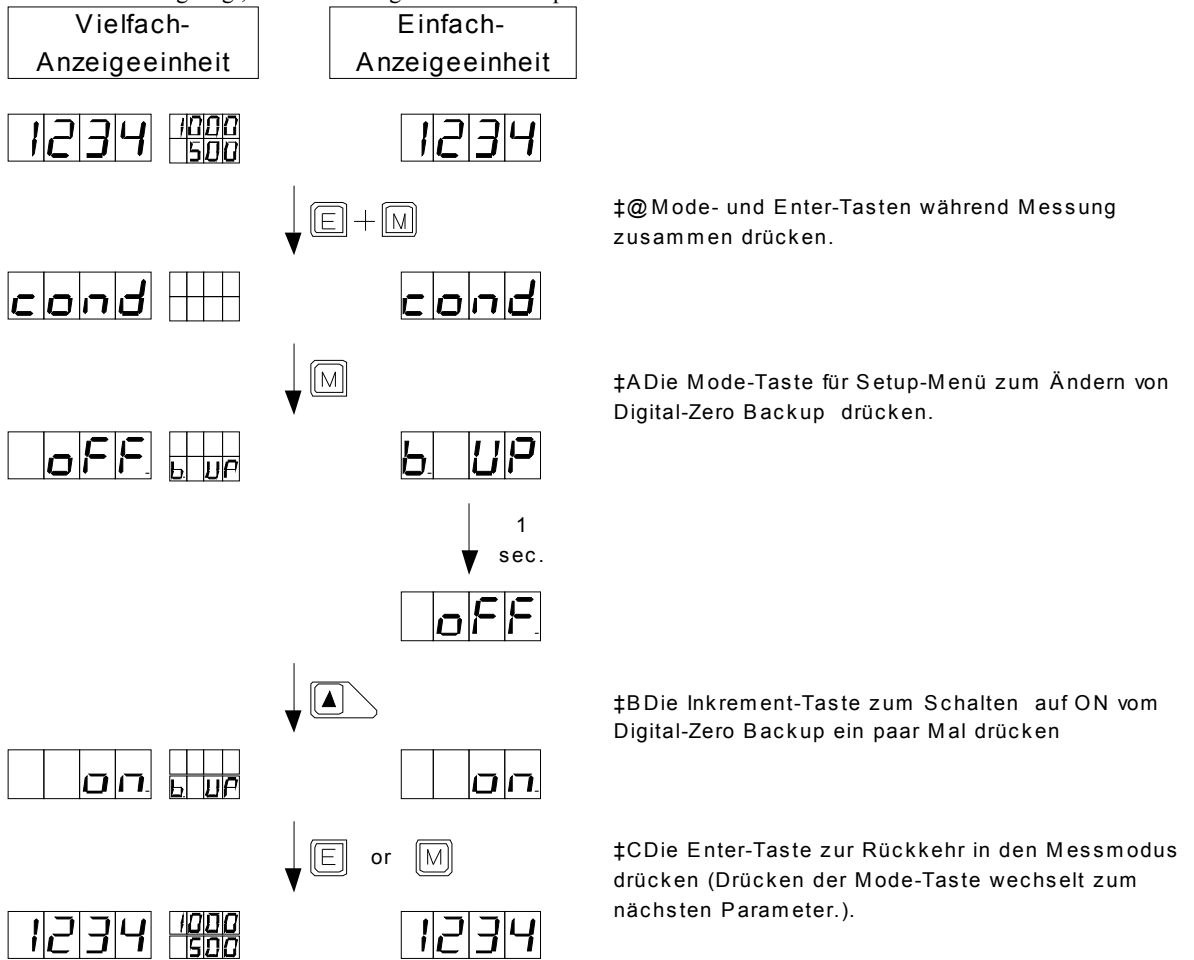 Vielfach-
Anzeigeeinheit
Einfach-
Anzeigeeinheit
1234 1000
500
1234
E + M
‡@Mode- und Enter-Tasten während Messung
zusammen drücken.
cond
cond
M
‡ADie Mode-Taste für Setup-Menü zum Ändern von
Digital-Zero Backup drücken.
oFF. b. UP
b. UP
1
sec.
oFF.
‡BDie Inkrement-Taste zum Schalten auf ON vom
Digital-Zero Backup ein paar Mal drücken
on. b. UP
on.
E or M
‡CDie Enter-Taste zur Rückkehr in den Messmodus
drücken (Drücken der Mode-Taste wechselt zum
nächsten Parameter.).
1234 1000
500
1234